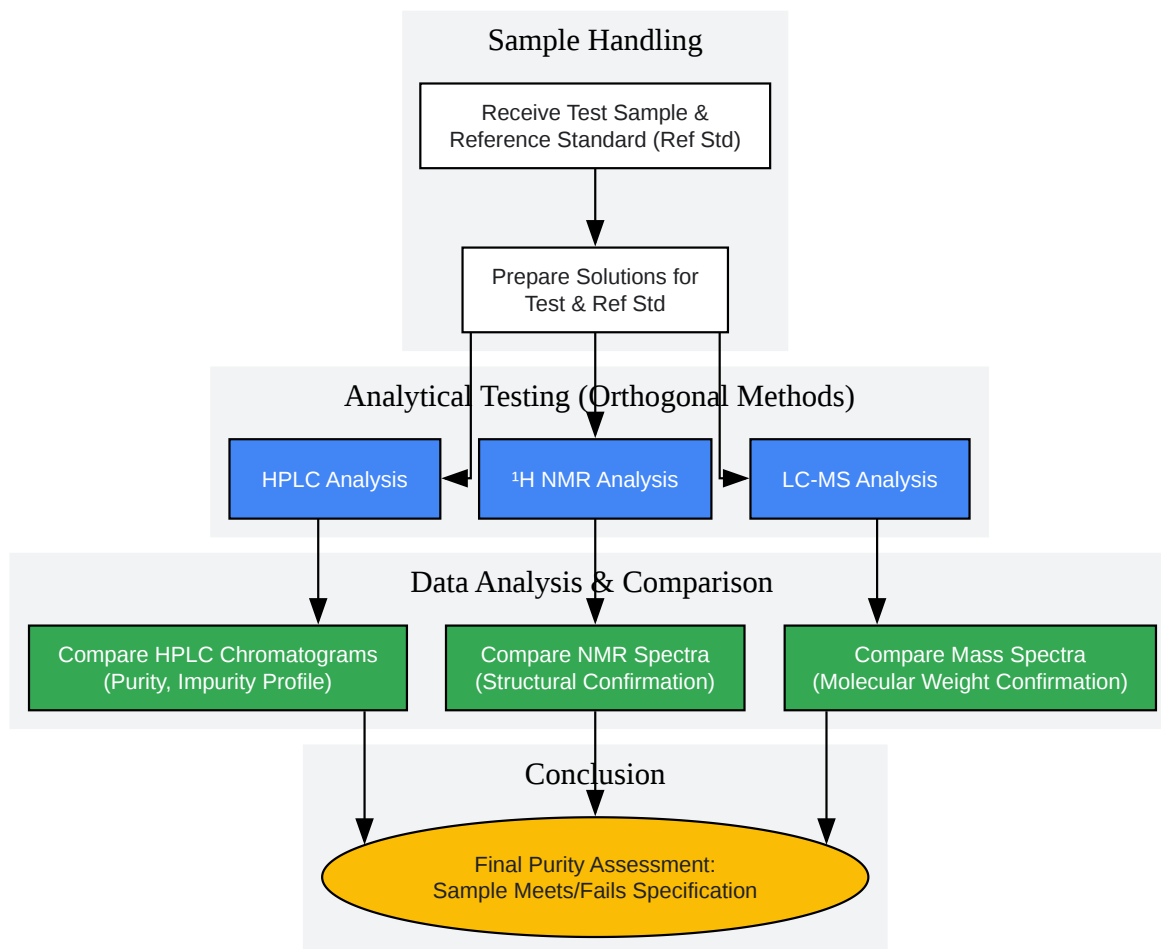 Sample Handling
Receive Test Sample &
Reference Standard (Ref Std)
Prepare Solutions for
Test & Ref Std
Analytical Testing (Orthogonal Methods)
HPLC Analysis
¹H NMR Analysis
LC-MS Analysis
Data Analysis & Comparison
Compare HPLC Chromatograms
(Purity, Impurity Profile)
Compare NMR Spectra
(Structural Confirmation)
Compare Mass Spectra
(Molecular Weight Confirmation)
Conclusion
Final Purity Assessment:
Sample Meets/Fails Specification